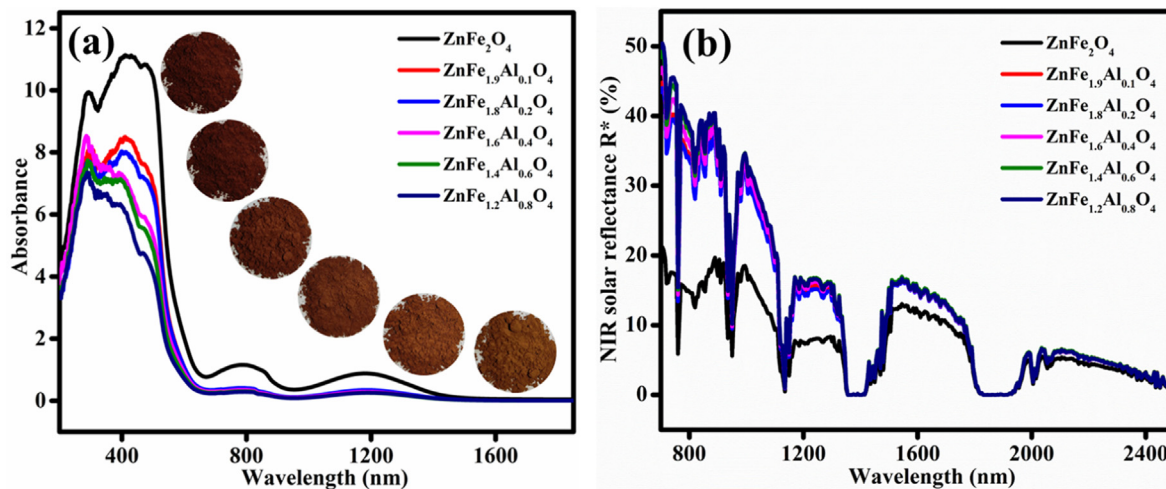 (a)
ZnFe₂O₄
ZnFe₁.₉Al₀.₁O₄
ZnFe₁.₈Al₀.₂O₄
ZnFe₁.₆Al₀.₄O₄
ZnFe₁.₄Al₀.₆O₄
ZnFe₁.₂Al₀.₈O₄
Absorbance
12
10
8
6
4
2
0
400 800 1200 1600
Wavelength (nm)
(b)
ZnFe₂O₄
ZnFe₁.₉Al₀.₁O₄
ZnFe₁.₈Al₀.₂O₄
ZnFe₁.₆Al₀.₄O₄
ZnFe₁.₄Al₀.₆O₄
ZnFe₁.₂Al₀.₈O₄
NIR solar reflectance R* (%)
50
40
30
20
10
0
800 1200 1600 2000 2400
Wavelength (nm)